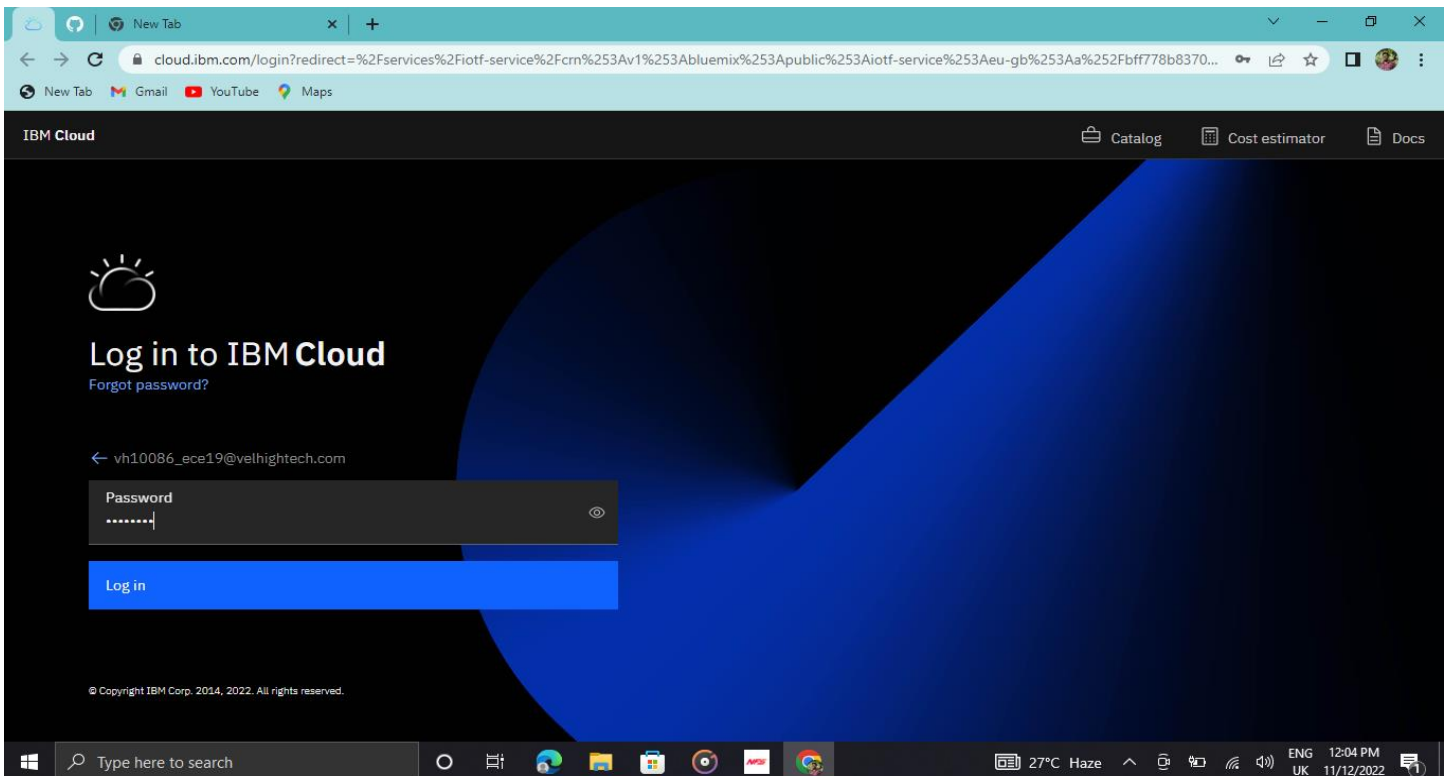 New Tab
cloud.ibm.com/login?redirect=%2Fservices%2Fiotf-service%2Fcrn%253Av1%253Abluemix%253Apublic%253Aiotf-service%253Aeu-gb%253Aa%252Fbff778b8370...
New Tab Gmail YouTube Maps
IBM Cloud Catalog Cost estimator Docs
Log in to IBM Cloud
Forgot password?
vh10086_ece19@velhightech.com
Password
••••••••
Log in
© Copyright IBM Corp. 2014, 2022. All rights reserved.
Type here to search 27°C Haze ENG 12:04 PM
UK 11/12/2022 1